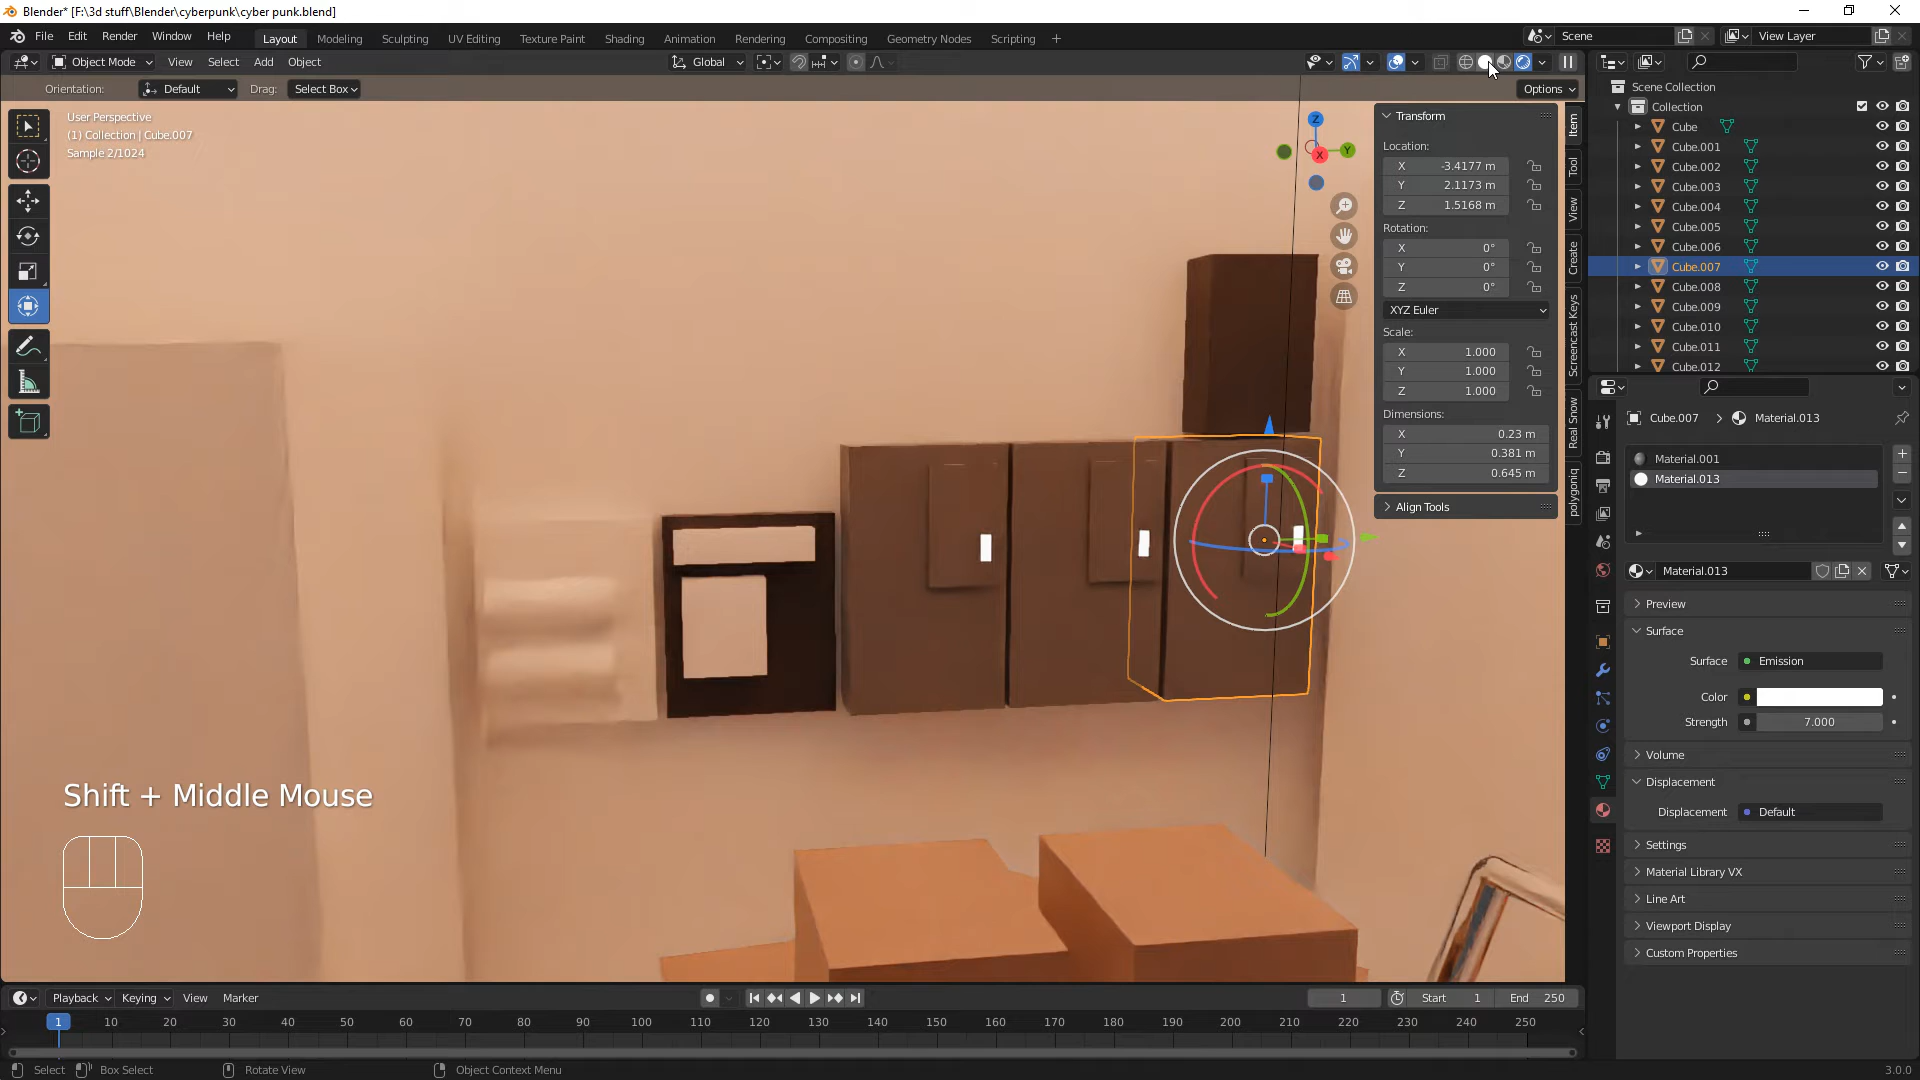 Blender* [F:\3d stuff\Blender\cyberpunk\cyber punk.blend]
File Edit Render Window Help
Layout Modeling Sculpting UV Editing Texture Paint Shading Animation Rendering Compositing Geometry Nodes Scripting +
Scene
View Layer
Object Mode View Select Add Object
Global
Orientation: Default Drag: Select Box
Options
User Perspective
(1) Collection | Cube.007
Sample 2/1024
Z
Y
X
Transform
Location:
X -3.4177 m
Y 2.1173 m
Z 1.5168 m
Rotation:
X 0°
Y 0°
Z 0°
XYZ Euler
Scale:
X 1.000
Y 1.000
Z 1.000
Dimensions:
X 0.23 m
Y 0.381 m
Z 0.645 m
Align Tools
Item
Tool
View
Create
Screencast Keys
Real Snow
polygoniq
Scene Collection
Collection
Cube
Cube.001
Cube.002
Cube.003
Cube.004
Cube.005
Cube.006
Cube.007
Cube.008
Cube.009
Cube.010
Cube.011
Cube.012
Cube.007 > Material.013
Material.001
Material.013
Material.013
Preview
Surface
Surface Emission
Color
Strength 7.000
Volume
Displacement
Displacement Default
Settings
Material Library VX
Line Art
Viewport Display
Custom Properties
Shift + Middle Mouse
Playback Keying View Marker
1
Start 1
End 250
1 10 20 30 40 50 60 70 80 90 100 110 120 130 140 150 160 170 180 190 200 210 220 230 240 250
Select Box Select Rotate View Object Context Menu
3.0.0